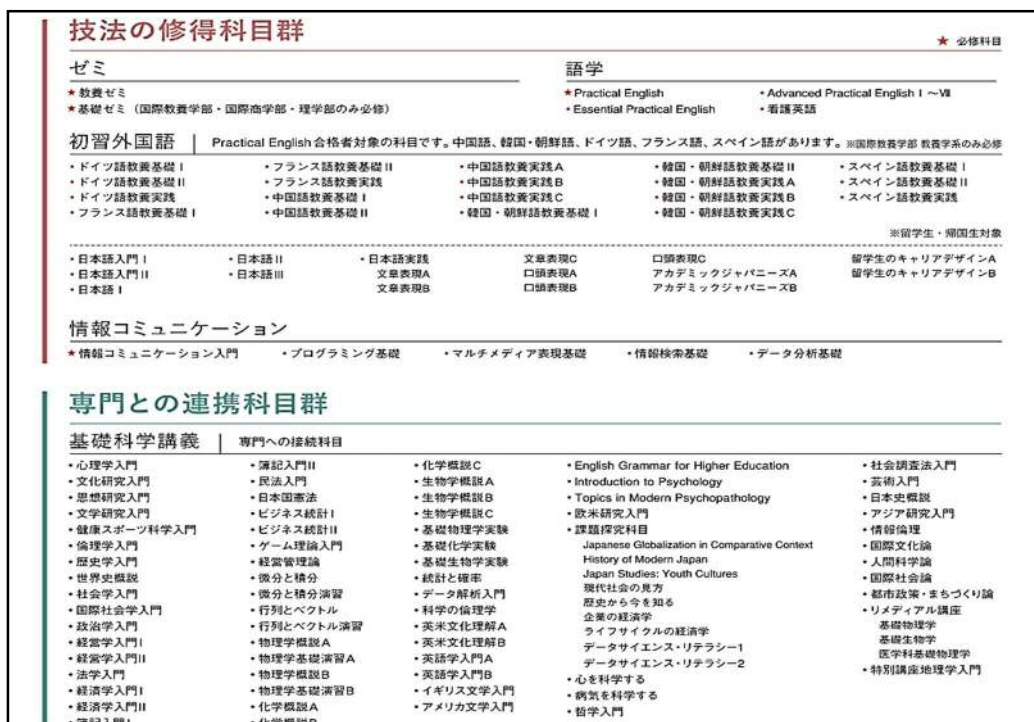 技法の修得科目群
★ 必修科目
ゼミ
★教養ゼミ
★基礎ゼミ（国際教養学部・国際商学部・理学部のみ必修）
語学
★Practical English
・Essential Practical English
・Advanced Practical English Ⅰ ～Ⅶ
・看護英語
初習外国語 | Practical English 合格者対象の科目です。中国語、韓国・朝鮮語、ドイツ語、フランス語、スペイン語があります。※国際教養学部 教養学系のみ必修
・ドイツ語教養基礎Ⅰ
・ドイツ語教養基礎Ⅱ
・ドイツ語教養実践
・フランス語教養基礎Ⅰ
・フランス語教養基礎Ⅱ
・フランス語教養実践
・中国語教養基礎Ⅰ
・中国語教養基礎Ⅱ
・中国語教養実践A
・中国語教養実践B
・中国語教養実践C
・韓国・朝鮮語教養基礎Ⅰ
・韓国・朝鮮語教養基礎Ⅱ
・韓国・朝鮮語教養実践A
・韓国・朝鮮語教養実践B
・韓国・朝鮮語教養実践C
・スペイン語教養基礎Ⅰ
・スペイン語教養基礎Ⅱ
・スペイン語教養実践
※留学生・帰国生対象
・日本語入門Ⅰ
・日本語入門Ⅱ
・日本語Ⅰ
・日本語Ⅱ
・日本語Ⅲ
・日本語実践
文章表現A
文章表現B
文章表現C
口頭表現A
口頭表現B
口頭表現C
アカデミックジャパニーズA
アカデミックジャパニーズB
留学生のキャリアデザインA
留学生のキャリアデザインB
情報コミュニケーション
★情報コミュニケーション入門
・プログラミング基礎
・マルチメディア表現基礎
・情報検索基礎
・データ分析基礎
専門との連携科目群
基礎科学講義 | 専門への接続科目
・心理学入門
・文化研究入門
・思想研究入門
・文学研究入門
・健康スポーツ科学入門
・倫理学入門
・歴史学入門
・世界史概説
・社会学入門
・国際社会学入門
・政治学入門
・経営学入門Ⅰ
・経営学入門Ⅱ
・法学入門
・経済学入門Ⅰ
・経済学入門Ⅱ
・簿記入門Ⅰ
・簿記入門Ⅱ
・民法入門
・日本国憲法
・ビジネス統計Ⅰ
・ビジネス統計Ⅱ
・ゲーム理論入門
・経営管理論
・微分と積分
・微分と積分演習
・行列とベクトル
・行列とベクトル演習
・物理学概説A
・物理学基礎演習A
・物理学概説B
・物理学基礎演習B
・化学概説A
・化学概説B
・化学概説C
・生物学概説A
・生物学概説B
・生物学概説C
・基礎物理学実験
・基礎化学実験
・基礎生物学実験
・統計と確率
・データ解析入門
・科学の倫理学
・英米文化理解A
・英米文化理解B
・英語学入門A
・英語学入門B
・イギリス文学入門
・アメリカ文学入門
・English Grammar for Higher Education
・Introduction to Psychology
・Topics in Modern Psychopathology
・欧米研究入門
・課題探究科目
Japanese Globalization in Comparative Context
History of Modern Japan
Japan Studies: Youth Cultures
現代社会の見方
歴史から今を知る
企業の経済学
ライフサイクルの経済学
データサイエンス・リテラシー1
データサイエンス・リテラシー2
・心を科学する
・病気を科学する
・哲学入門
・社会調査法入門
・芸術入門
・日本史概説
・アジア研究入門
・情報倫理
・国際文化論
・人間科学論
・国際社会論
・都市政策・まちづくり論
・リメディアル講座
基礎物理学
基礎生物学
医学科基礎物理学
・特別講座地理学入門